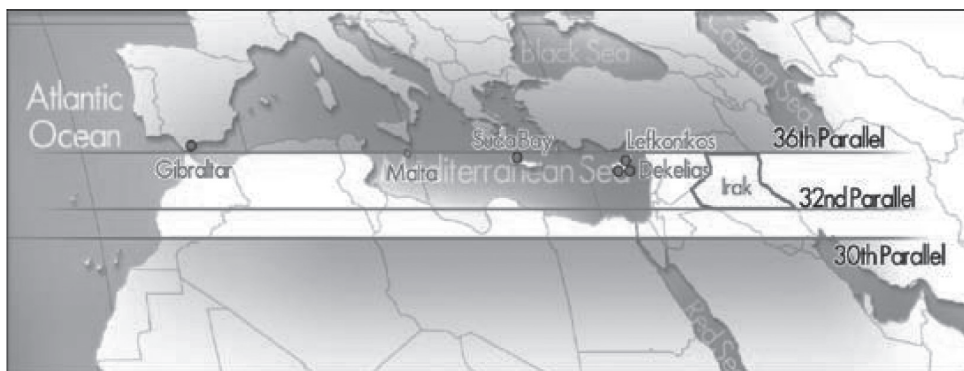 Black Sea
Caspian Sea
Atlantic
Ocean
36th Parallel
Gibraltar
Malta
Mediterranean Sea
Suda Bay
Lefkonikos
Dekelias
Irak
32nd Parallel
30th Parallel
Red Se